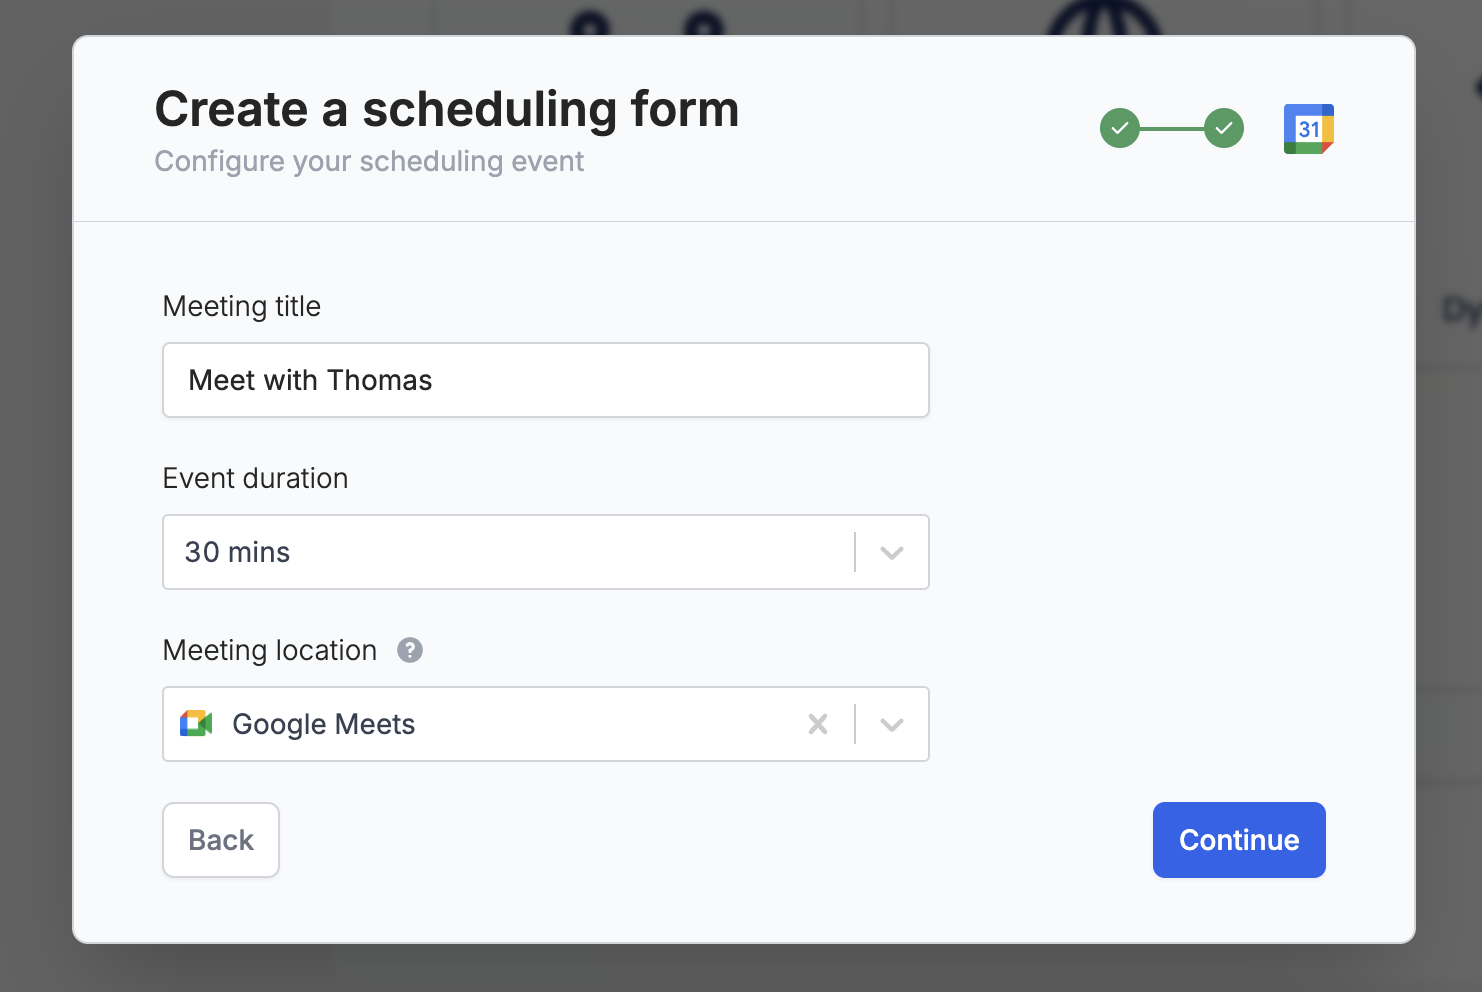 Create a scheduling form
Configure your scheduling event
31
Meeting title
Meet with Thomas
Event duration
30 mins
Meeting location ?
Google Meets
Back
Continue
Dy